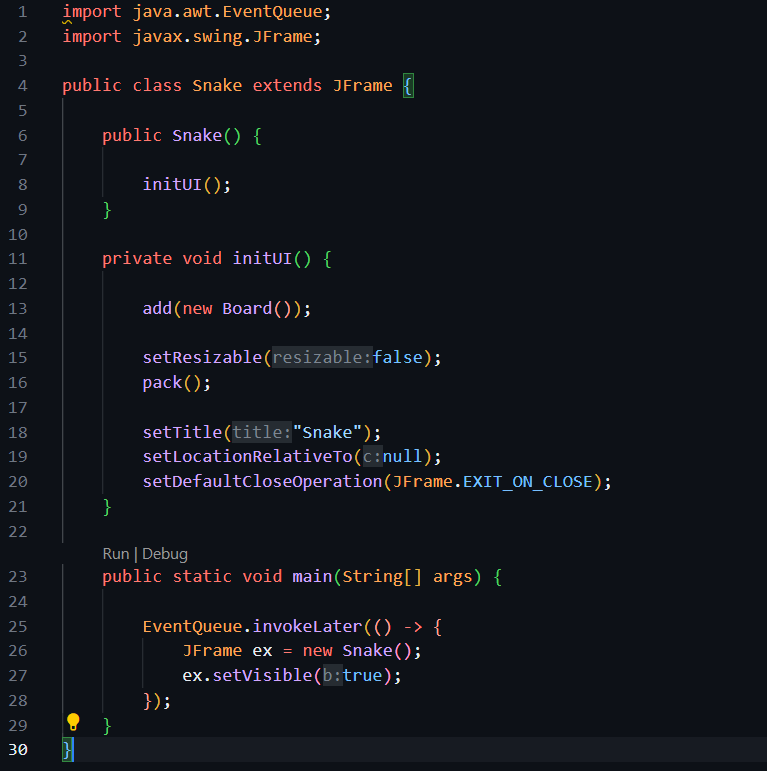 1 import java.awt.EventQueue;
2 import javax.swing.JFrame;
3
4 public class Snake extends JFrame {
5
6     public Snake() {
7
8         initUI();
9     }
10
11     private void initUI() {
12
13         add(new Board());
14
15         setResizable(resizable:false);
16         pack();
17
18         setTitle(title:"Snake");
19         setLocationRelativeTo(c:null);
20         setDefaultCloseOperation(JFrame.EXIT_ON_CLOSE);
21     }
22
Run | Debug
23     public static void main(String[] args) {
24
25         EventQueue.invokeLater(() -> {
26             JFrame ex = new Snake();
27             ex.setVisible(b:true);
28         });
29     }
30 }